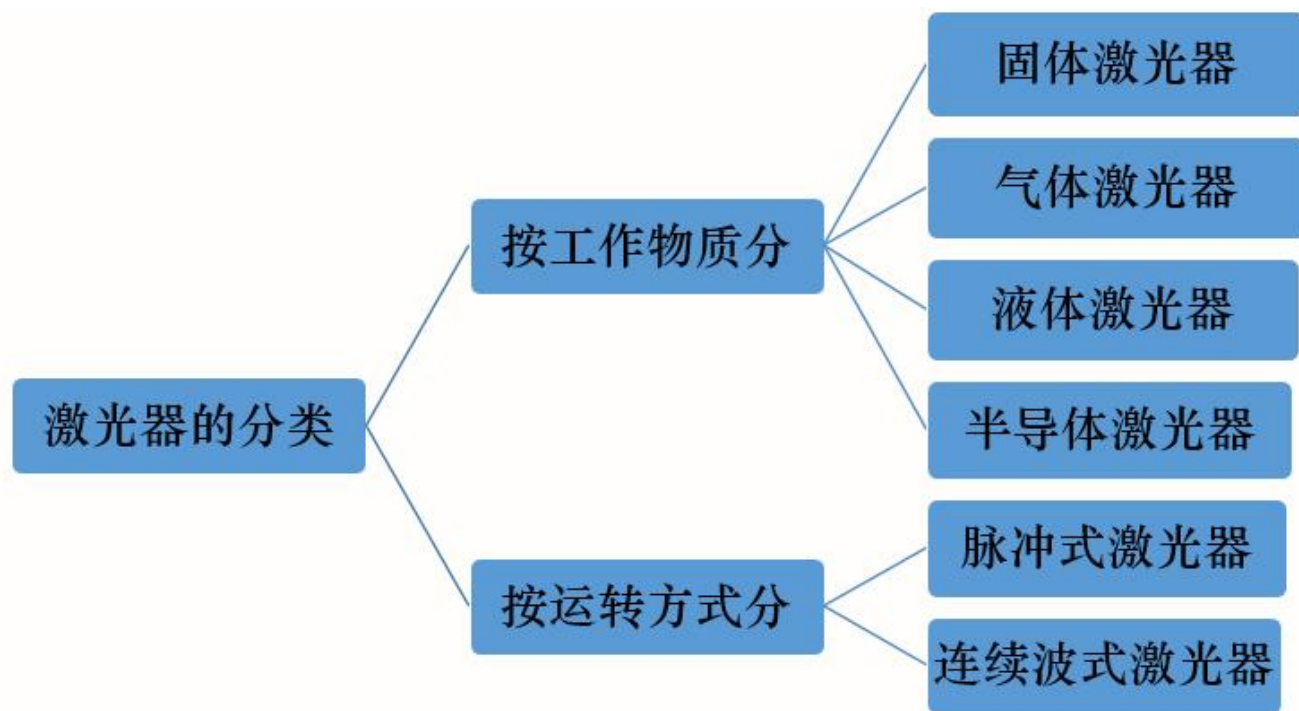 激光器的分类
按工作物质分
固体激光器
气体激光器
液体激光器
半导体激光器
按运转方式分
脉冲式激光器
连续波式激光器